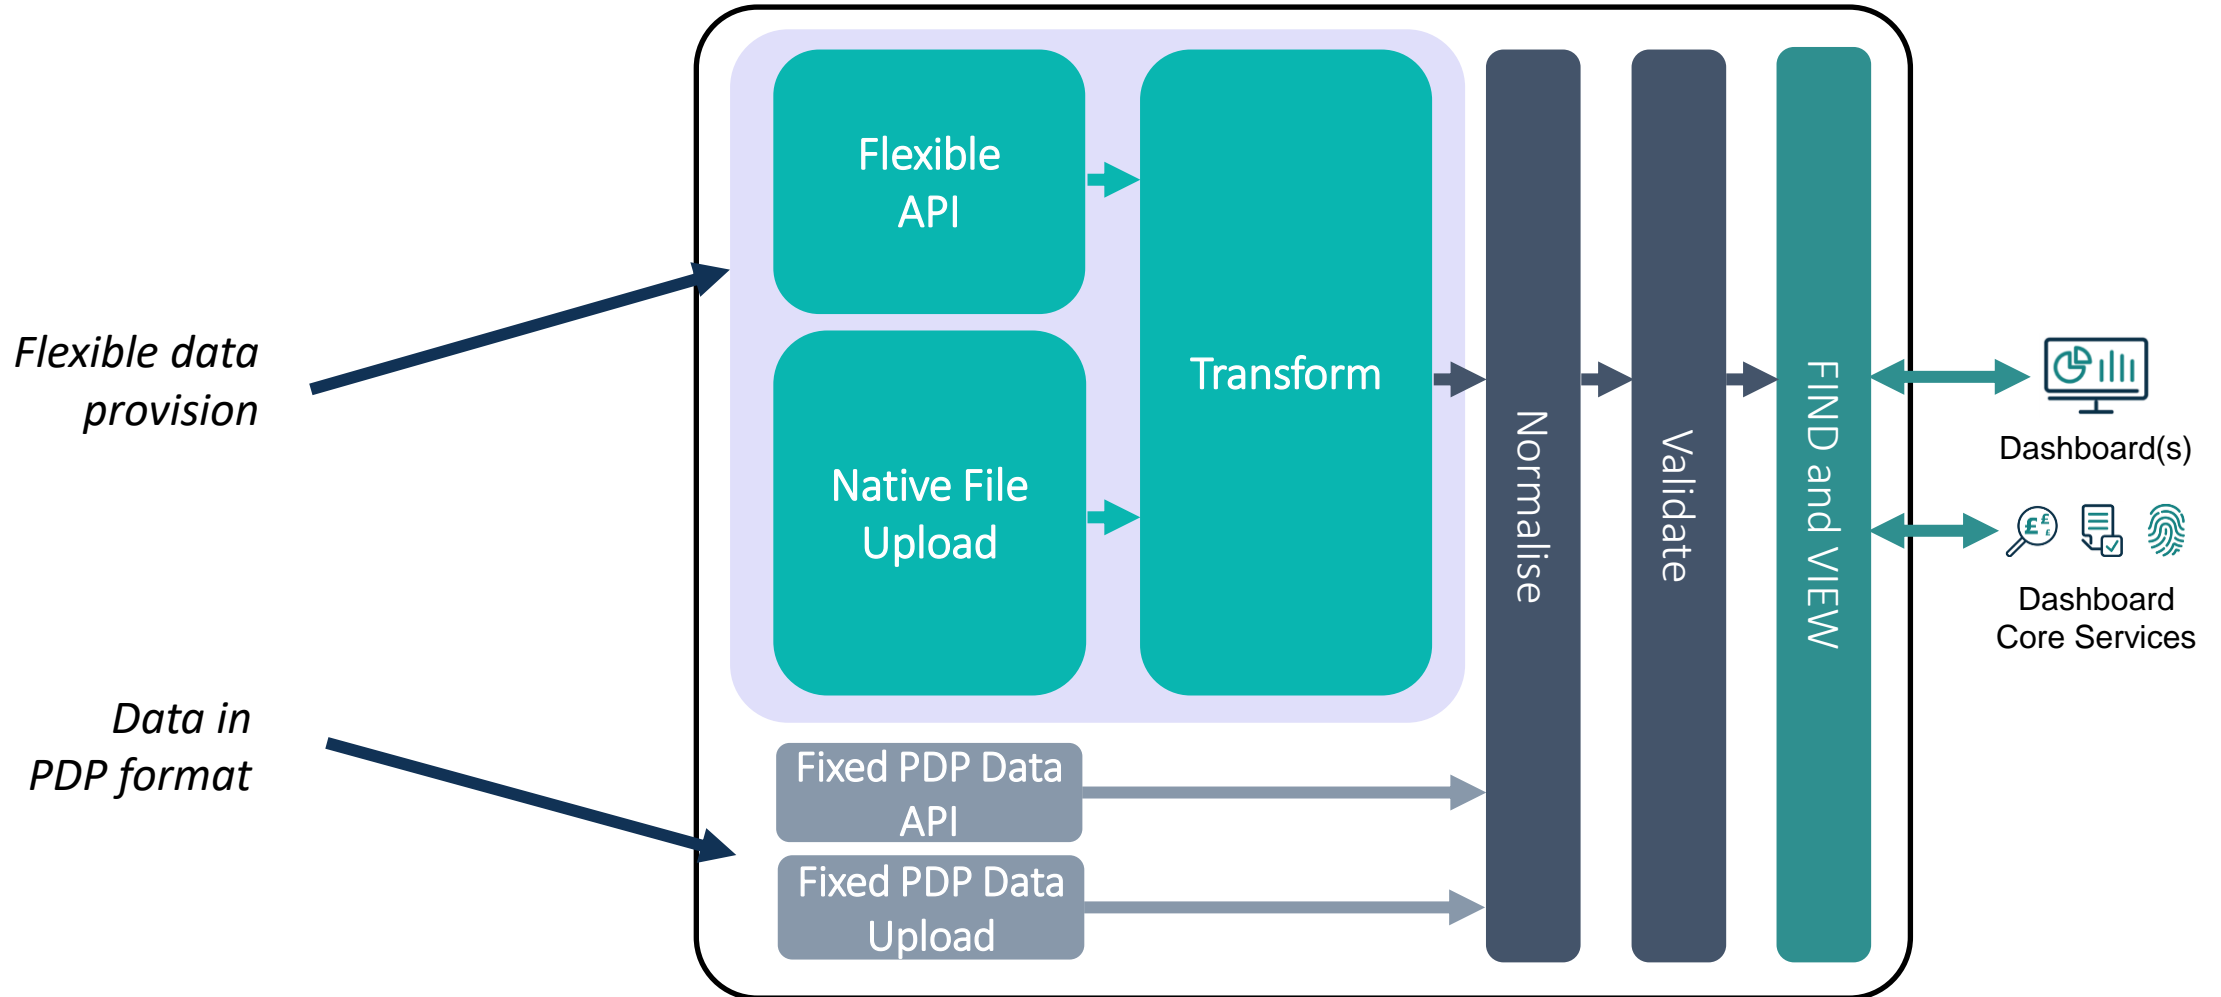 Flexible data
provision
Data in
PDP format
Flexible
API
Native File
Upload
Transform
Fixed PDP Data
API
Fixed PDP Data
Upload
Normalise
Validate
FIND and VIEW
Dashboard(s)
£ £ £
Dashboard
Core Services